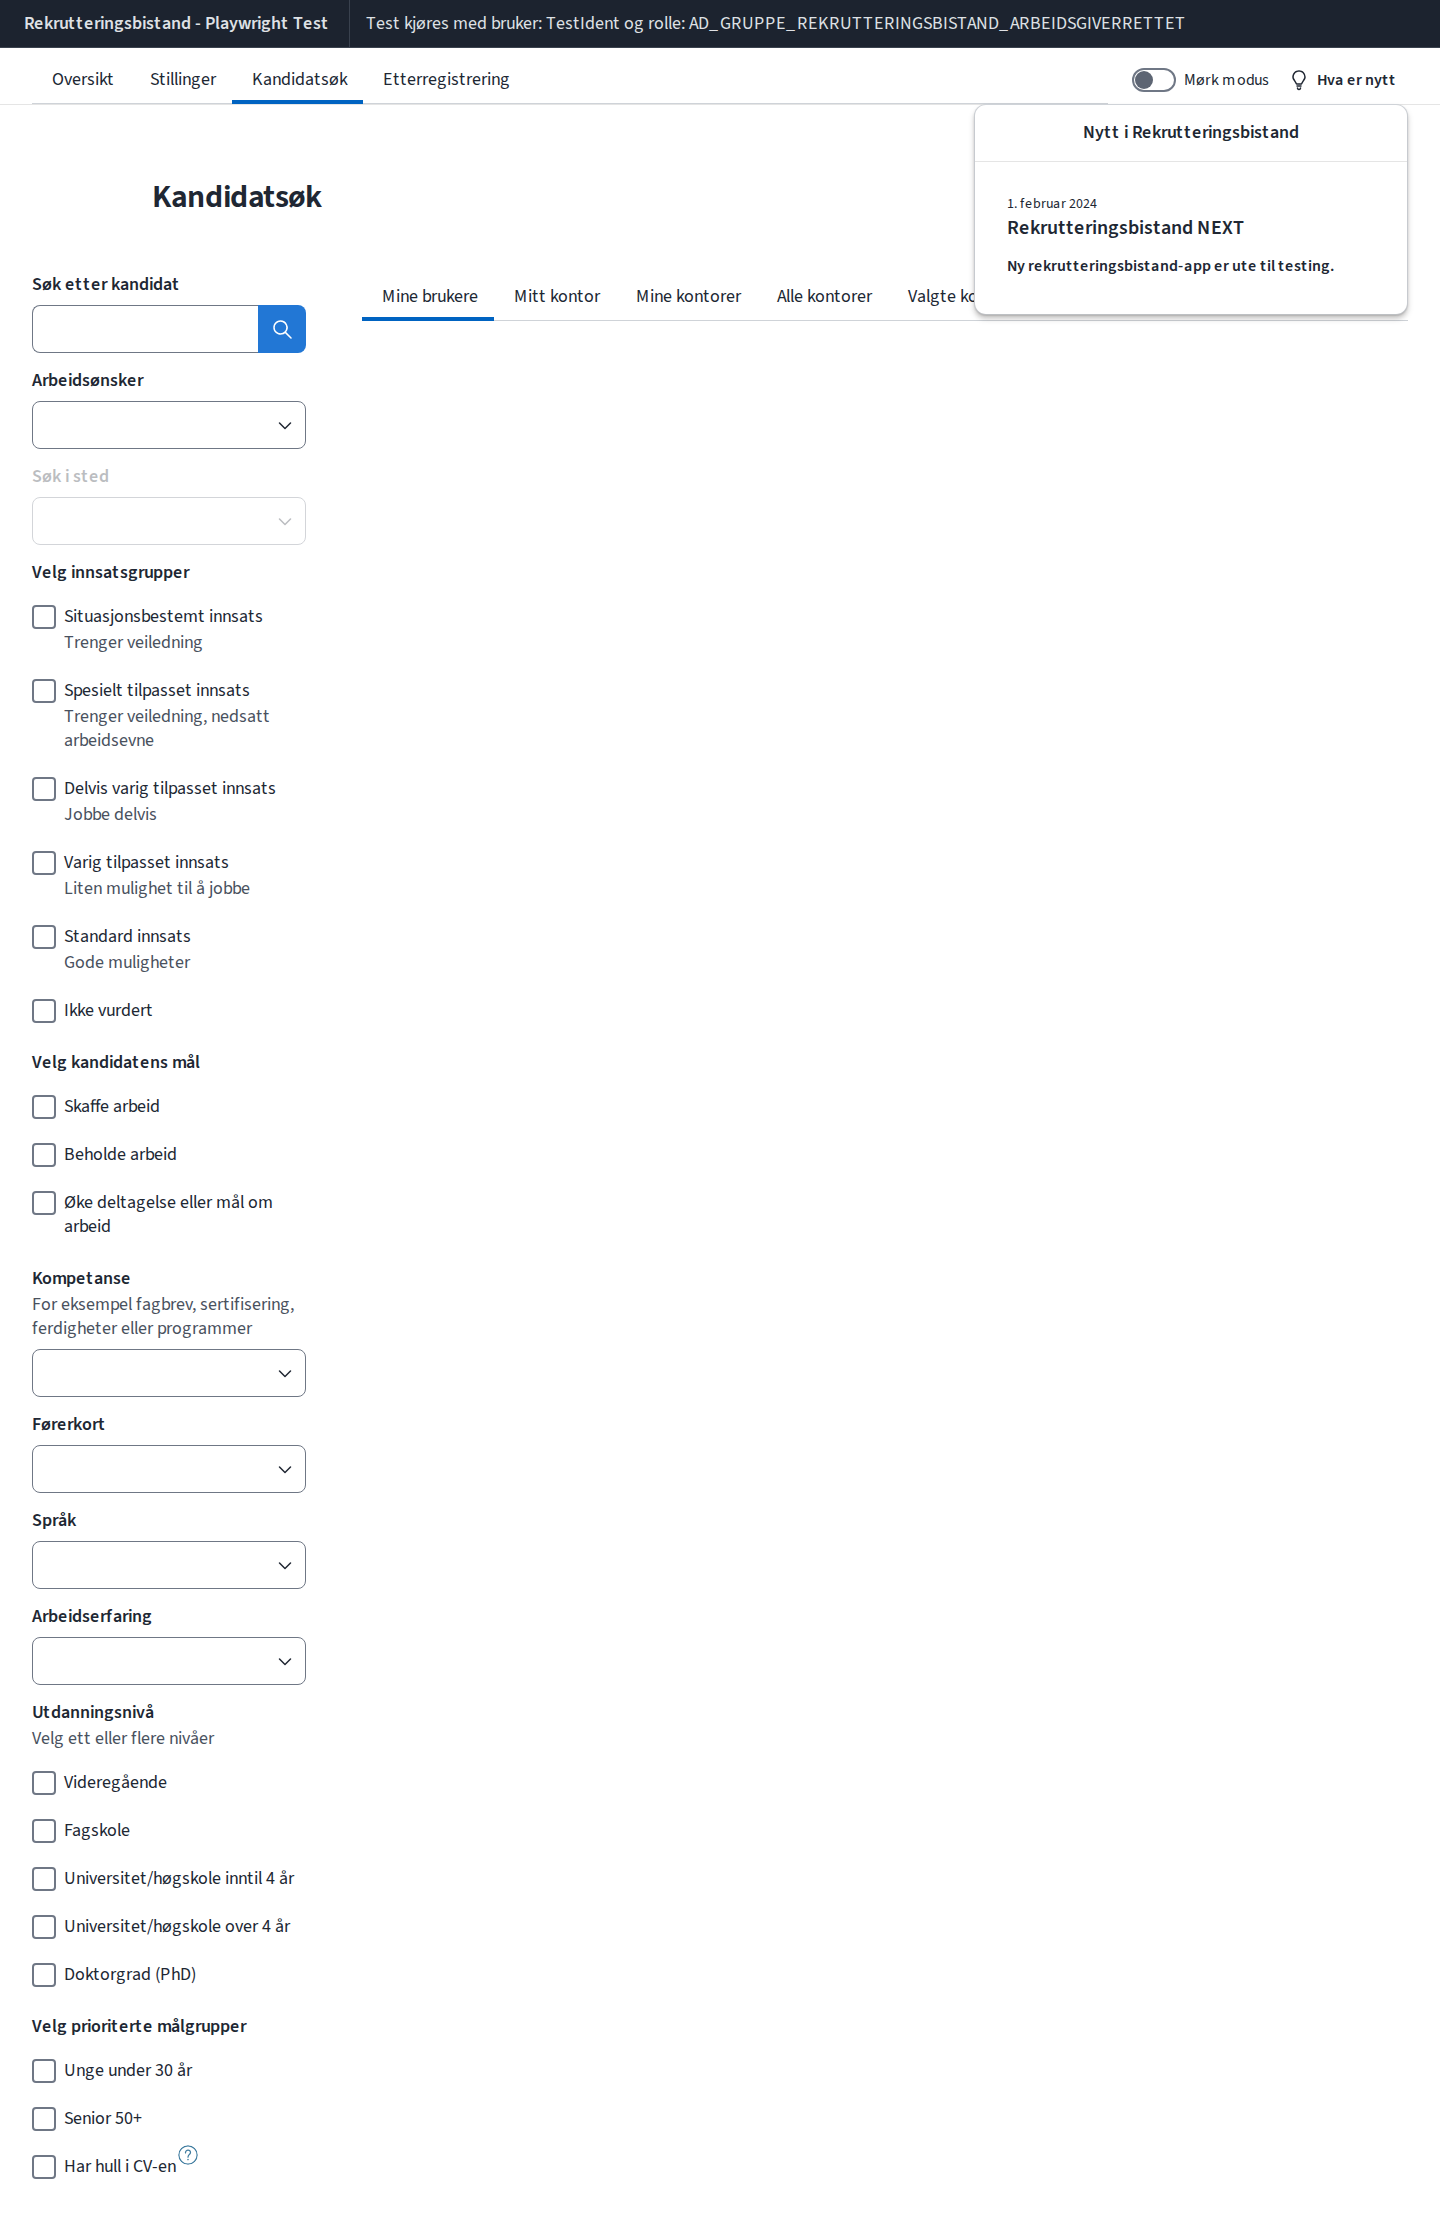 Rekrutteringsbistand - Playwright Test
Test kjøres med bruker: TestIdent og rolle: AD_GRUPPE_REKRUTTERINGSBISTAND_ARBEIDSGIVERRETTET
Oversikt
Stillinger
Kandidatsøk
Etterregistrering
Mørk modus
Hva er nytt
Nytt i Rekrutteringsbistand
1. februar 2024
Rekrutteringsbistand NEXT
Ny rekrutteringsbistand-app er ute til testing.
Kandidatsøk
Søk etter kandidat
Mine brukere
Mitt kontor
Mine kontorer
Alle kontorer
Valgte
Arbeidsønsker
Søk i sted
Velg innsatsgrupper
Situasjonsbestemt innsats
Trenger veiledning
Spesielt tilpasset innsats
Trenger veiledning, nedsatt
arbeidsevne
Delvis varig tilpasset innsats
Jobbe delvis
Varig tilpasset innsats
Liten mulighet til å jobbe
Standard innsats
Gode muligheter
Ikke vurdert
Velg kandidatens mål
Skaffe arbeid
Beholde arbeid
Øke deltagelse eller mål om
arbeid
Kompetanse
For eksempel fagbrev, sertifisering,
ferdigheter eller programmer
Førerkort
Språk
Arbeidserfaring
Utdanningsnivå
Velg ett eller flere nivåer
Videregående
Fagskole
Universitet/høgskole inntil 4 år
Universitet/høgskole over 4 år
Doktorgrad (PhD)
Velg prioriterte målgrupper
Unge under 30 år
Senior 50+
Har hull i CV-en